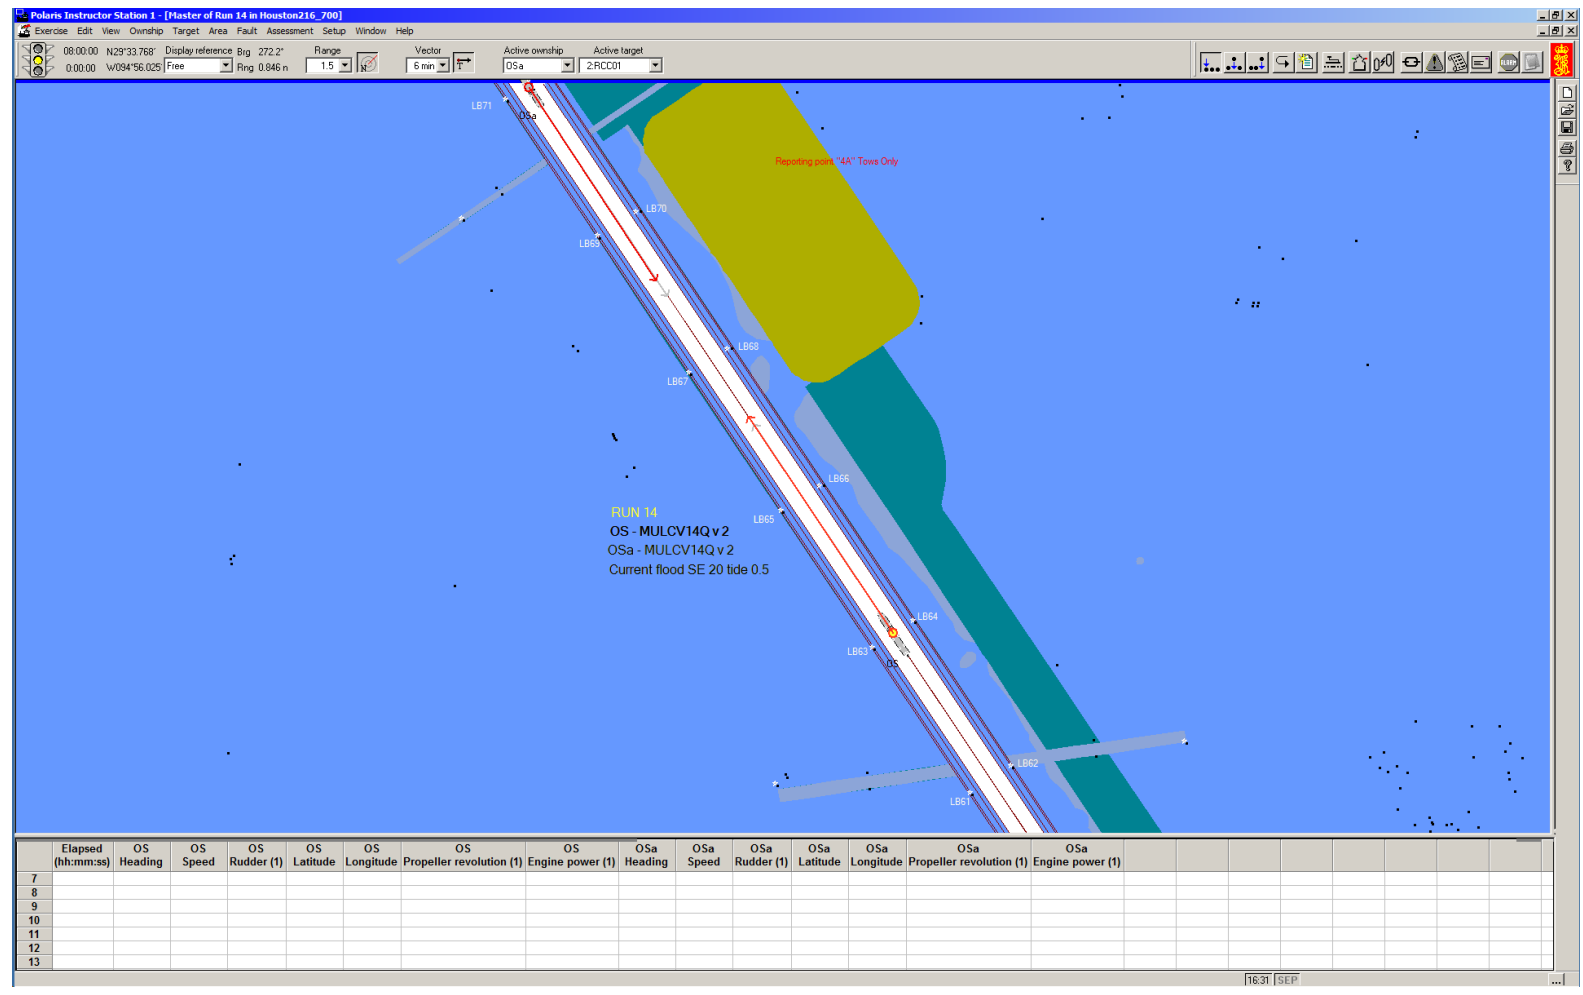 Polaris Instructor Station 1 - [Master of Run 14 in Houston216_700]
Exercise Edit View Ownship Target Area Fault Assessment Setup Window Help
08:00:00 N29°33.768' Display reference Brg 272.2° Range Vector Active ownship Active target
0:00:00 W094°56.025' Free Rng 0.846 n 1.5 6 min OSa 2:RCC01
N
ALARM
LB71
OSa
Reporting point "4A" Tows Only
LB70
LB69
LB68
LB67
LB66
RUN 14
LB65
OS - MULCV14Q v 2
OSa - MULCV14Q v 2
Current flood SE 20 tide 0.5
LB64
LB63
OS
LB62
LB61
Elapsed (hh:mm:ss) OS Heading OS Speed OS Rudder (1) OS Latitude OS Longitude OS Propeller revolution (1) OS Engine power (1) OSa Heading OSa Speed OSa Rudder (1) OSa Latitude OSa Longitude OSa Propeller revolution (1) OSa Engine power (1)
7
8
9
10
11
12
13
16:31 SEP
...